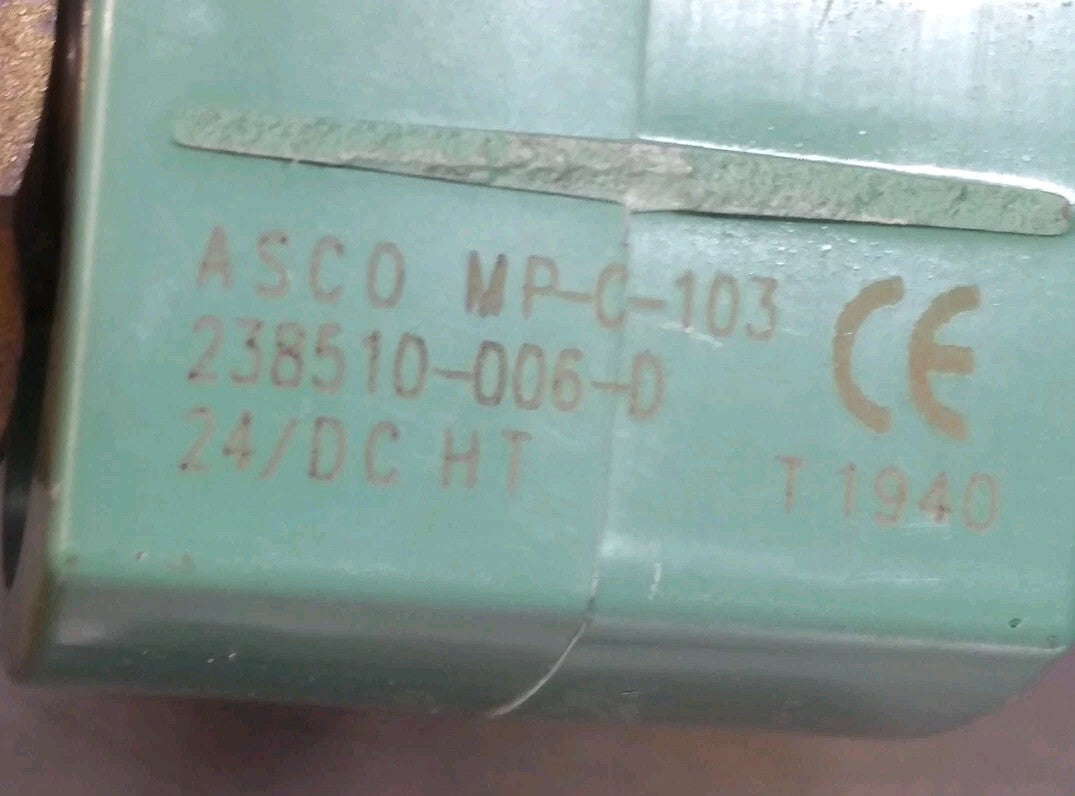 ASCO MP-C-103
238510-006-D
24/DC HT
CE
T 1940